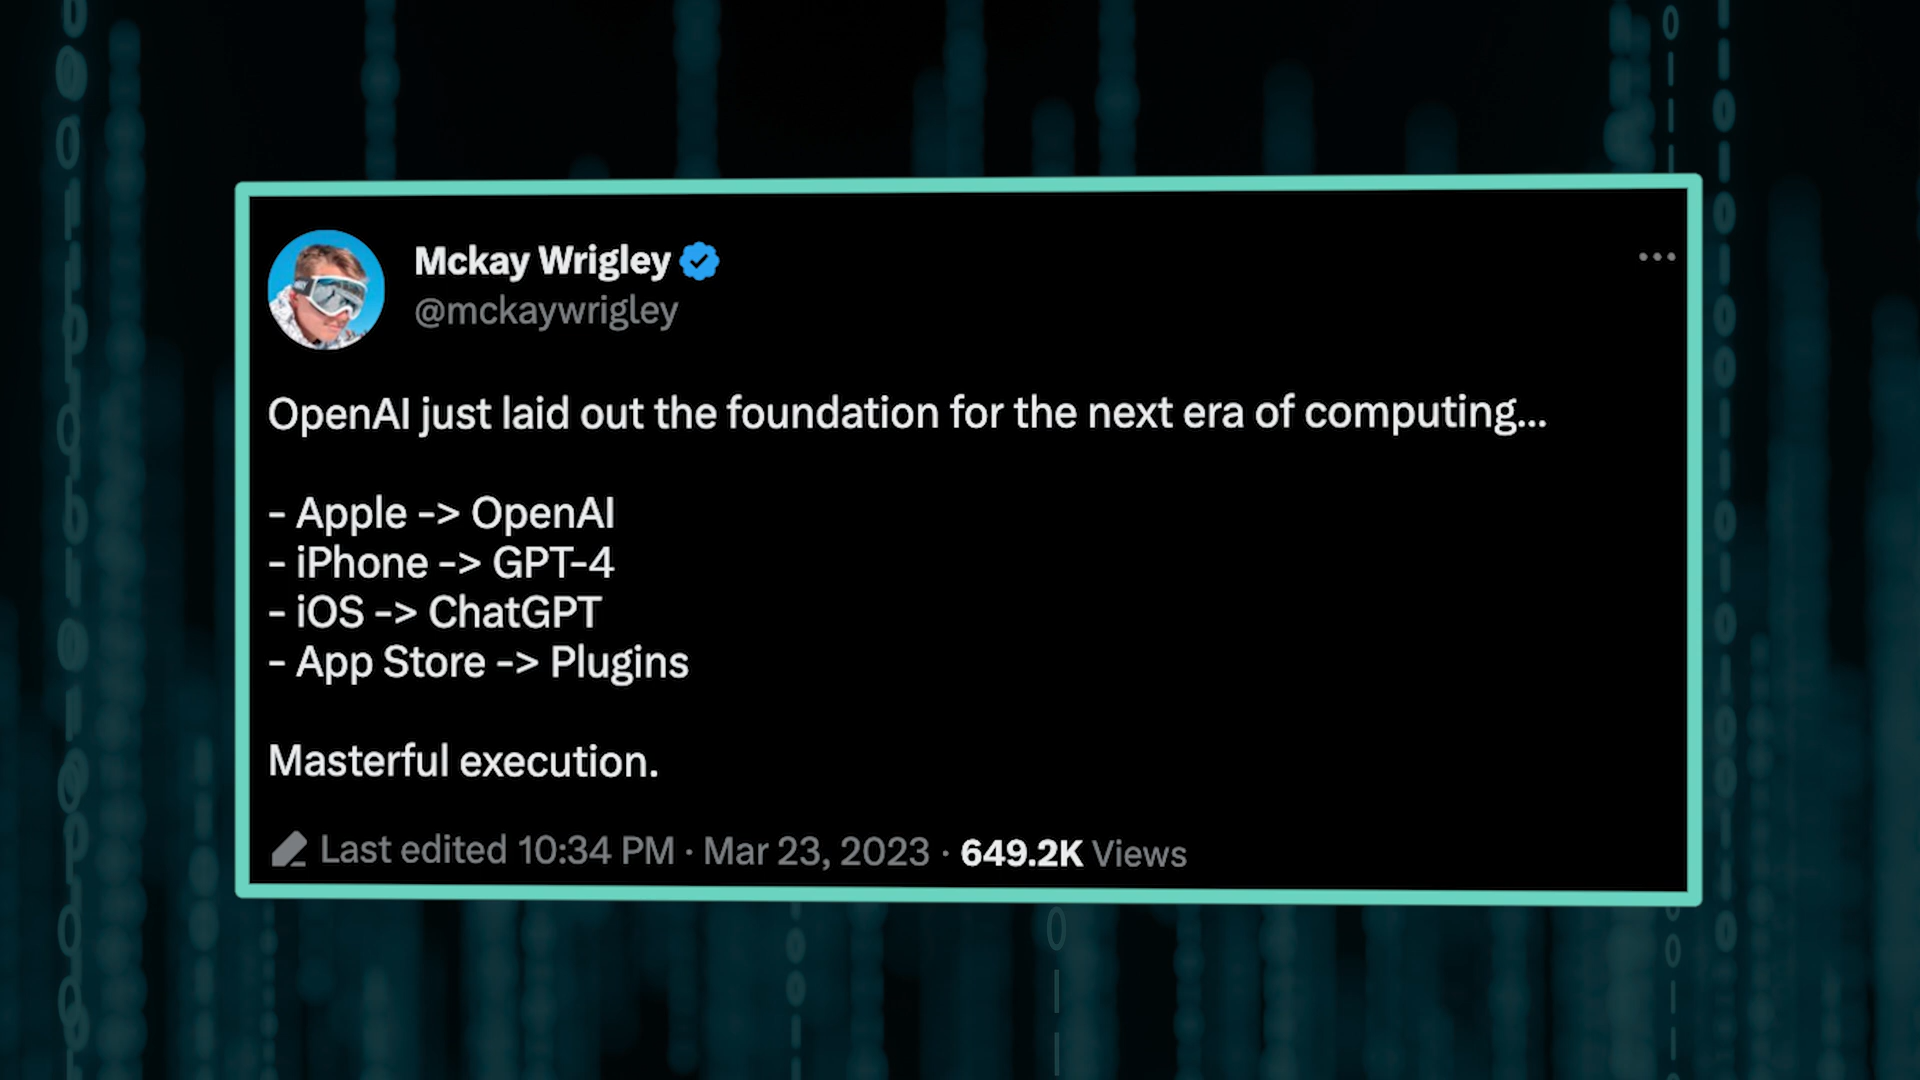 Mckay Wrigley
@mckaywrigley
OpenAI just laid out the foundation for the next era of computing...
- Apple -> OpenAI
- iPhone -> GPT-4
- iOS -> ChatGPT
- App Store -> Plugins
Masterful execution.
Last edited 10:34 PM · Mar 23, 2023 · 649.2K Views